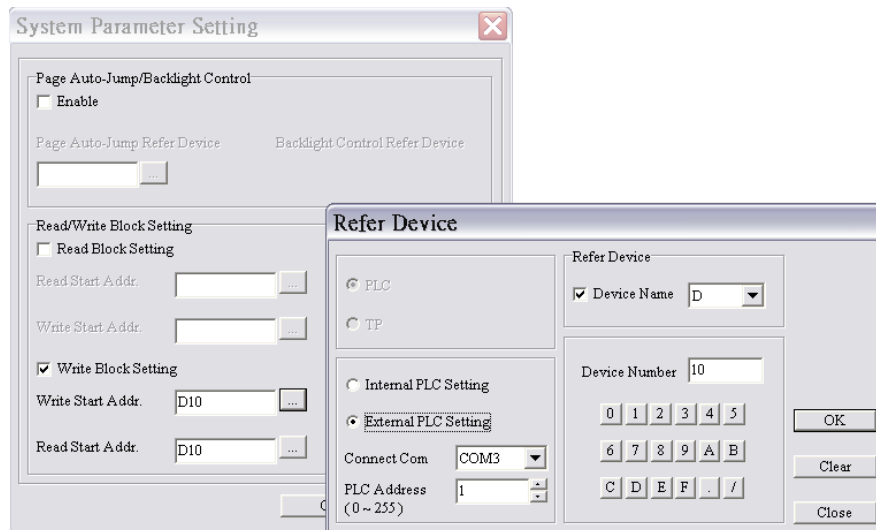 System Parameter Setting
Page Auto-Jump/Backlight Control
Enable
Page Auto-Jump Refer Device Backlight Control Refer Device
...
Read/Write Block Setting
Read Block Setting
Read Start Addr. ...
Write Start Addr. ...
Write Block Setting
Write Start Addr. D10 ...
Read Start Addr. D10 ...
Refer Device
PLC
TP
Internal PLC Setting
External PLC Setting
Connect Com COM3
PLC Address 1
(0 ~ 255)
Refer Device
Device Name D
Device Number 10
0 1 2 3 4 5
6 7 8 9 A B
C D E F . /
OK
Clear
Close